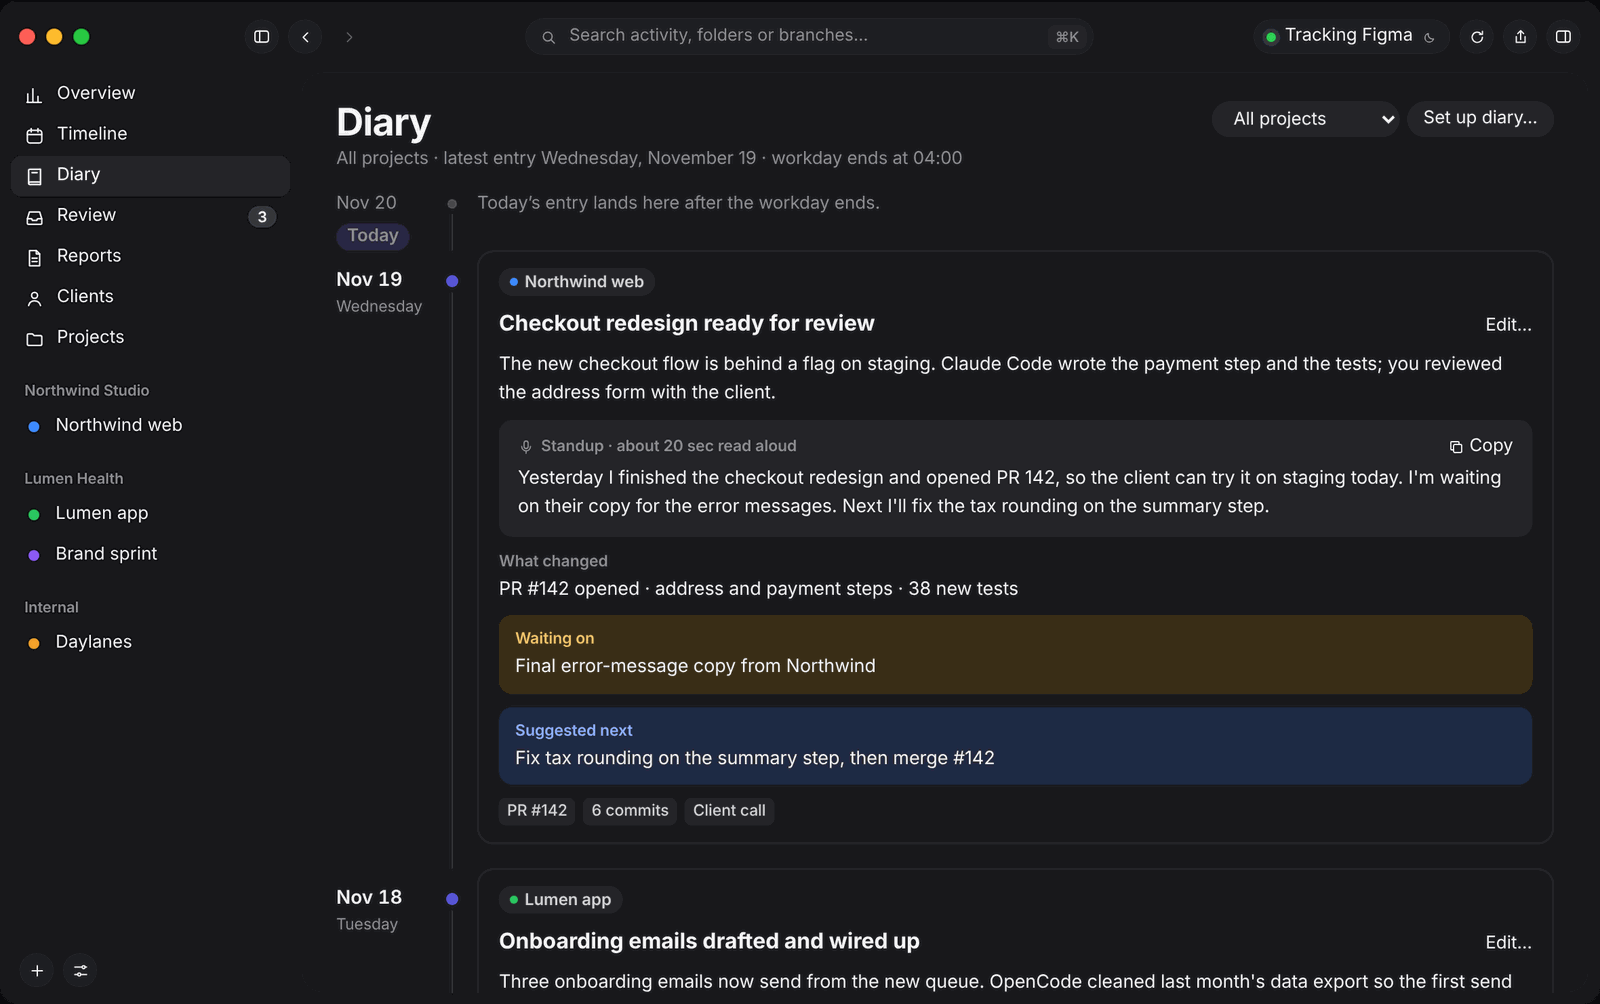 Search activity, folders or branches...
⌘K
Tracking Figma
Overview
Timeline
Diary
Review
3
Reports
Clients
Projects
Northwind Studio
Northwind web
Lumen Health
Lumen app
Brand sprint
Internal
Daylanes
Diary
All projects
Set up diary...
All projects · latest entry Wednesday, November 19 · workday ends at 04:00
Nov 20
Today
Today’s entry lands here after the workday ends.
Nov 19
Wednesday
Northwind web
Checkout redesign ready for review
Edit...
The new checkout flow is behind a flag on staging. Claude Code wrote the payment step and the tests; you reviewed
the address form with the client.
Standup · about 20 sec read aloud
Copy
Yesterday I finished the checkout redesign and opened PR 142, so the client can try it on staging today. I'm waiting
on their copy for the error messages. Next I'll fix the tax rounding on the summary step.
What changed
PR #142 opened · address and payment steps · 38 new tests
Waiting on
Final error-message copy from Northwind
Suggested next
Fix tax rounding on the summary step, then merge #142
PR #142
6 commits
Client call
Nov 18
Tuesday
Lumen app
Onboarding emails drafted and wired up
Edit...
Three onboarding emails now send from the new queue. OpenCode cleaned last month's data export so the first send